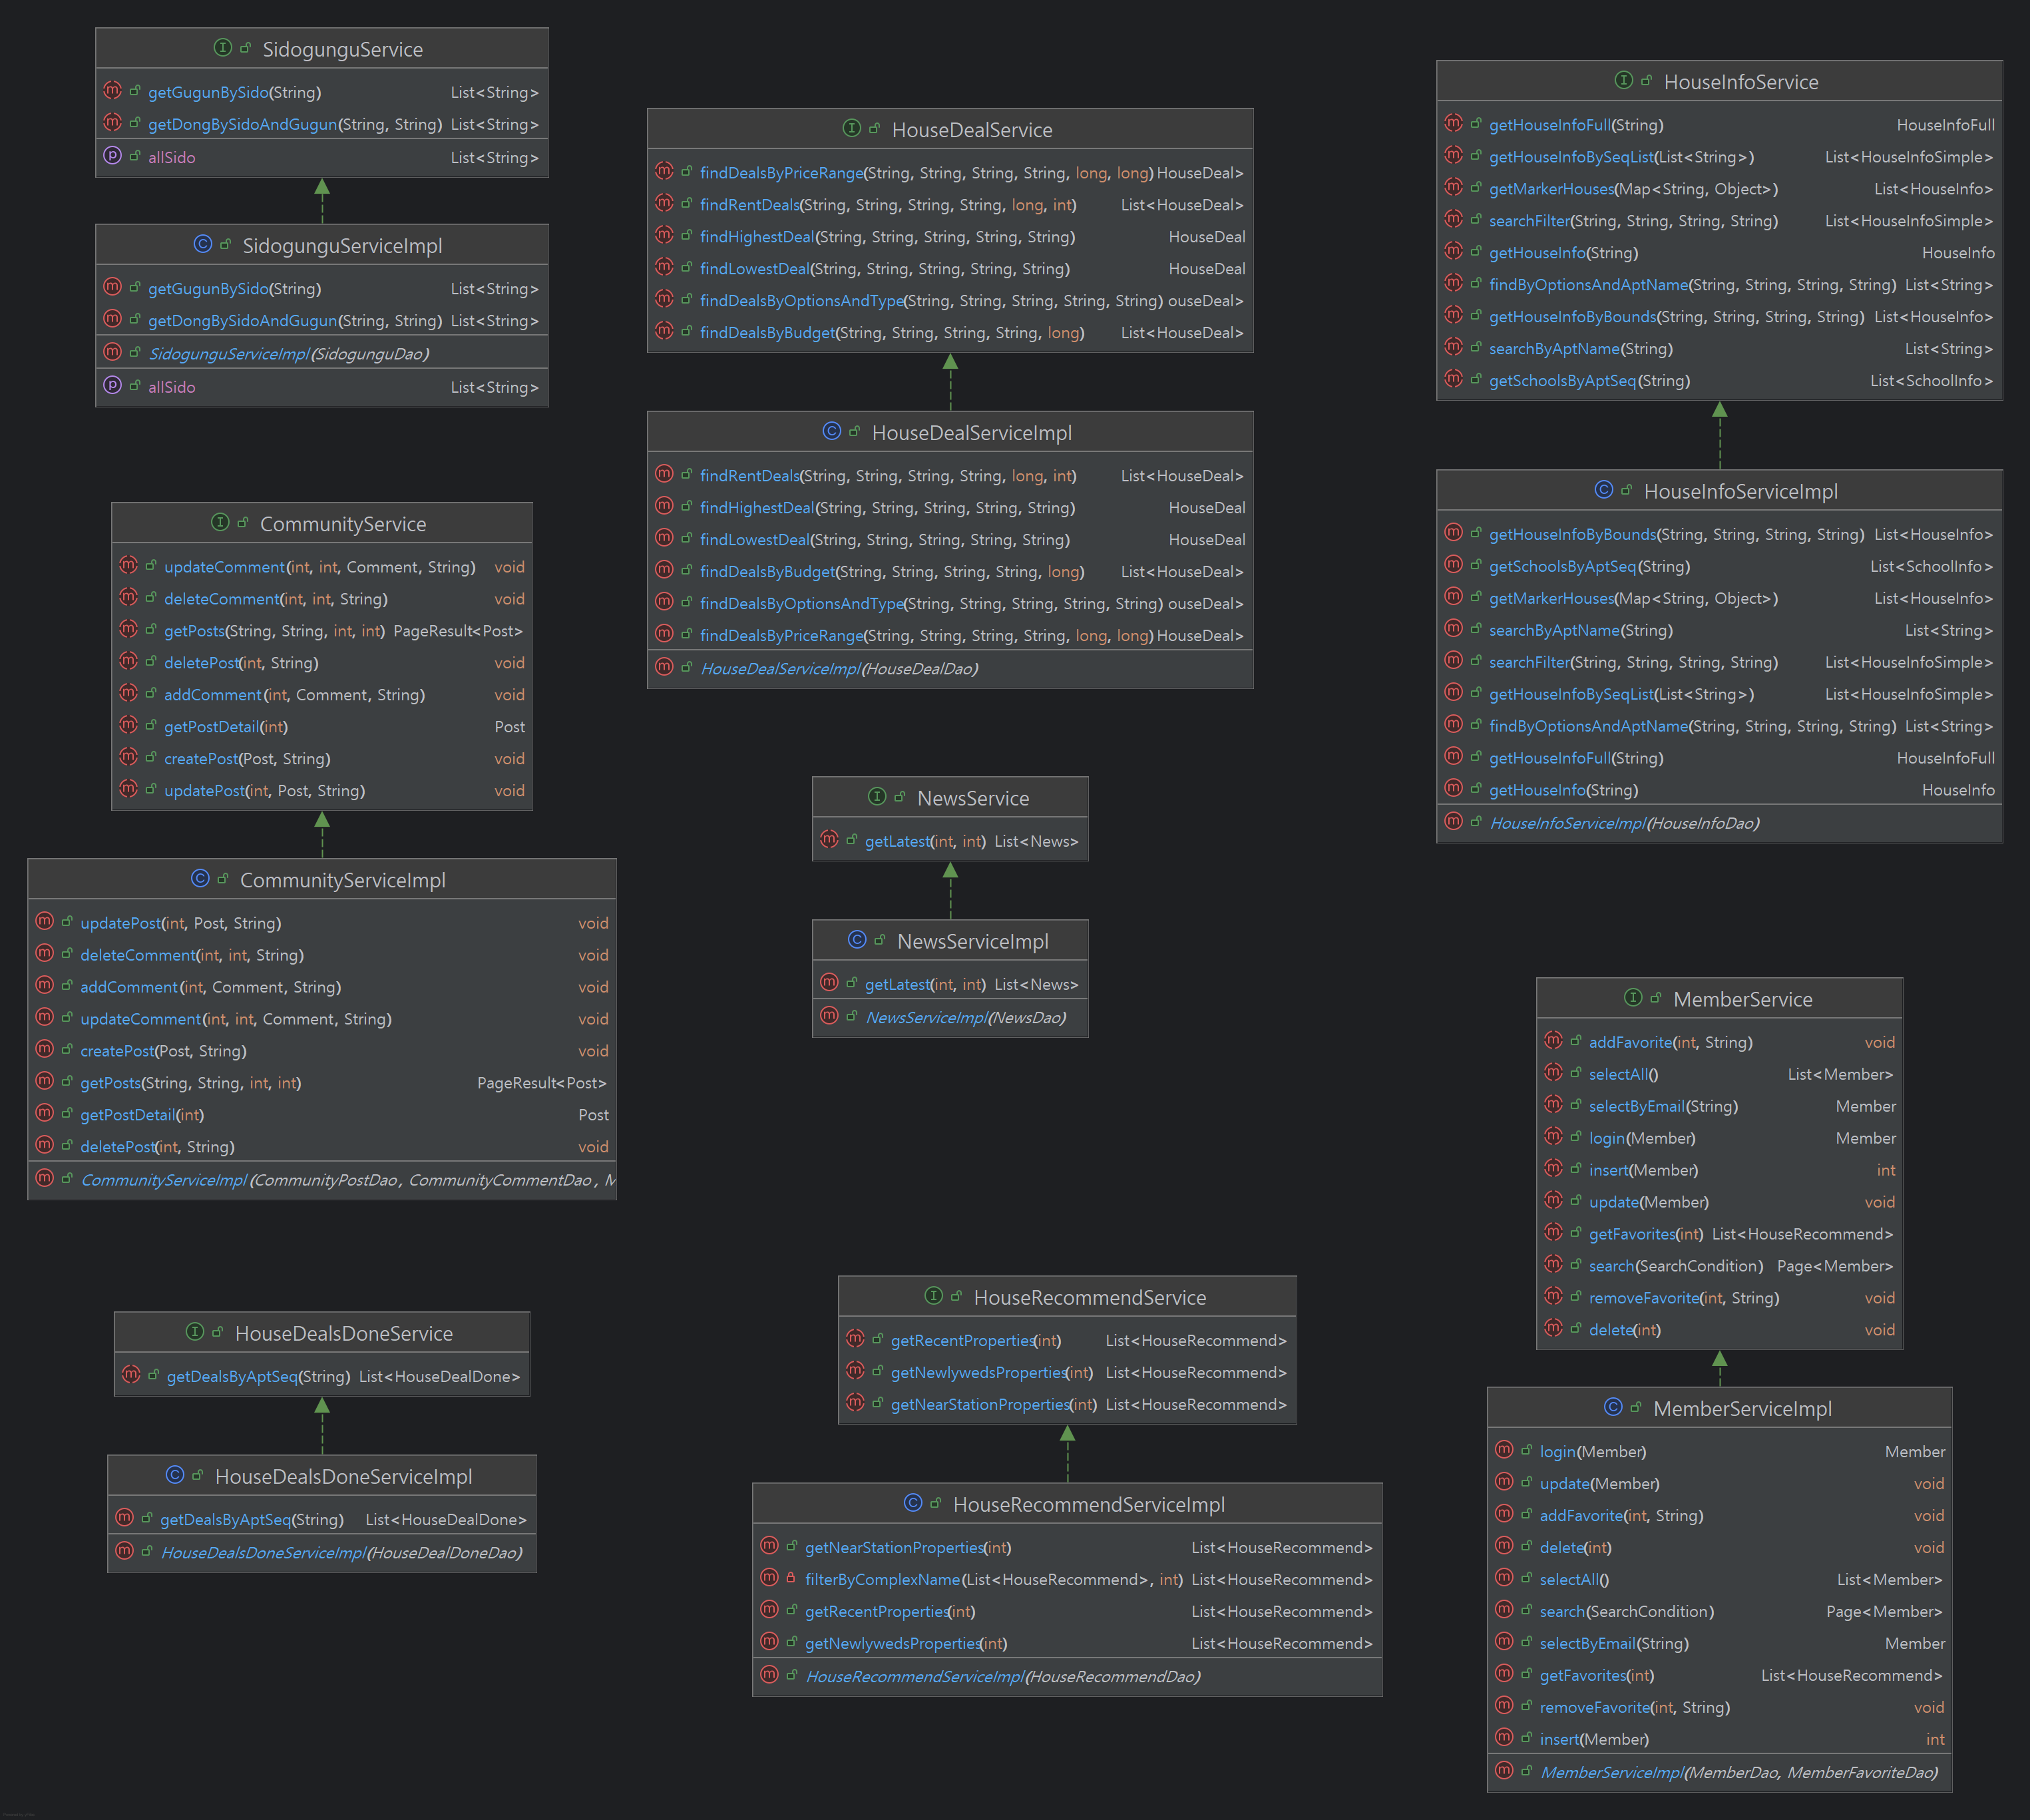 SidogunguService
getGugunBySido(String) List<String>
getDongBySidoAndGugun(String, String) List<String>
allSido List<String>
SidogunguServiceImpl
getGugunBySido(String) List<String>
getDongBySidoAndGugun(String, String) List<String>
SidogunguServiceImpl(SidogunguDao)
allSido List<String>
CommunityService
updateComment(int, int, Comment, String) void
deleteComment(int, int, String) void
getPosts(String, String, int, int) PageResult<Post>
deletePost(int, String) void
addComment(int, Comment, String) void
getPostDetail(int) Post
createPost(Post, String) void
updatePost(int, Post, String) void
CommunityServiceImpl
updatePost(int, Post, String) void
deleteComment(int, int, String) void
addComment(int, Comment, String) void
updateComment(int, int, Comment, String) void
createPost(Post, String) void
getPosts(String, String, int, int) PageResult<Post>
getPostDetail(int) Post
deletePost(int, String) void
CommunityServiceImpl(CommunityPostDao, CommunityCommentDao, M
HouseDealsDoneService
getDealsByAptSeq(String) List<HouseDealDone>
HouseDealsDoneServiceImpl
getDealsByAptSeq(String) List<HouseDealDone>
HouseDealsDoneServiceImpl(HouseDealDoneDao)
HouseDealService
findDealsByPriceRange(String, String, String, String, long, long) HouseDeal>
findRentDeals(String, String, String, String, long, int) List<HouseDeal>
findHighestDeal(String, String, String, String, String) HouseDeal
findLowestDeal(String, String, String, String, String) HouseDeal
findDealsByOptionsAndType(String, String, String, String, String) ouseDeal>
findDealsByBudget(String, String, String, String, long) List<HouseDeal>
HouseDealServiceImpl
findRentDeals(String, String, String, String, long, int) List<HouseDeal>
findHighestDeal(String, String, String, String, String) HouseDeal
findLowestDeal(String, String, String, String, String) HouseDeal
findDealsByBudget(String, String, String, String, long) List<HouseDeal>
findDealsByOptionsAndType(String, String, String, String, String) ouseDeal>
findDealsByPriceRange(String, String, String, String, long, long) HouseDeal>
HouseDealServiceImpl(HouseDealDao)
NewsService
getLatest(int, int) List<News>
NewsServiceImpl
getLatest(int, int) List<News>
NewsServiceImpl(NewsDao)
HouseRecommendService
getRecentProperties(int) List<HouseRecommend>
getNewlywedsProperties(int) List<HouseRecommend>
getNearStationProperties(int) List<HouseRecommend>
HouseRecommendServiceImpl
getNearStationProperties(int) List<HouseRecommend>
filterByComplexName(List<HouseRecommend>, int) List<HouseRecommend>
getRecentProperties(int) List<HouseRecommend>
getNewlywedsProperties(int) List<HouseRecommend>
HouseRecommendServiceImpl(HouseRecommendDao)
HouseInfoService
getHouseInfoFull(String) HouseInfoFull
getHouseInfoBySeqList(List<String>) List<HouseInfoSimple>
getMarkerHouses(Map<String, Object>) List<HouseInfo>
searchFilter(String, String, String, String) List<HouseInfoSimple>
getHouseInfo(String) HouseInfo
findByOptionsAndAptName(String, String, String, String) List<String>
getHouseInfoByBounds(String, String, String, String) List<HouseInfo>
searchByAptName(String) List<String>
getSchoolsByAptSeq(String) List<SchoolInfo>
HouseInfoServiceImpl
getHouseInfoByBounds(String, String, String, String) List<HouseInfo>
getSchoolsByAptSeq(String) List<SchoolInfo>
getMarkerHouses(Map<String, Object>) List<HouseInfo>
searchByAptName(String) List<String>
searchFilter(String, String, String, String) List<HouseInfoSimple>
getHouseInfoBySeqList(List<String>) List<HouseInfoSimple>
findByOptionsAndAptName(String, String, String, String) List<String>
getHouseInfoFull(String) HouseInfoFull
getHouseInfo(String) HouseInfo
HouseInfoServiceImpl(HouseInfoDao)
MemberService
addFavorite(int, String) void
selectAll() List<Member>
selectByEmail(String) Member
login(Member) Member
insert(Member) int
update(Member) void
getFavorites(int) List<HouseRecommend>
search(SearchCondition) Page<Member>
removeFavorite(int, String) void
delete(int) void
MemberServiceImpl
login(Member) Member
update(Member) void
addFavorite(int, String) void
delete(int) void
selectAll() List<Member>
search(SearchCondition) Page<Member>
selectByEmail(String) Member
getFavorites(int) List<HouseRecommend>
removeFavorite(int, String) void
insert(Member) int
MemberServiceImpl(MemberDao, MemberFavoriteDao)